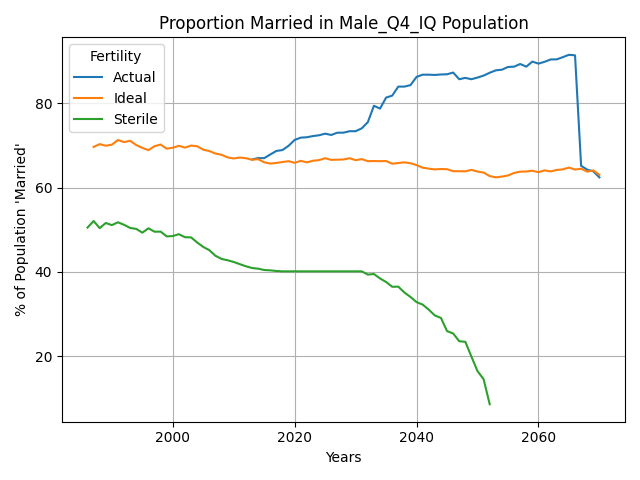 Proportion Married in Male_Q4_IQ Population
Fertility
Actual
Ideal
Sterile
% of Population 'Married'
80
60
40
20
2000
2020
2040
2060
Years